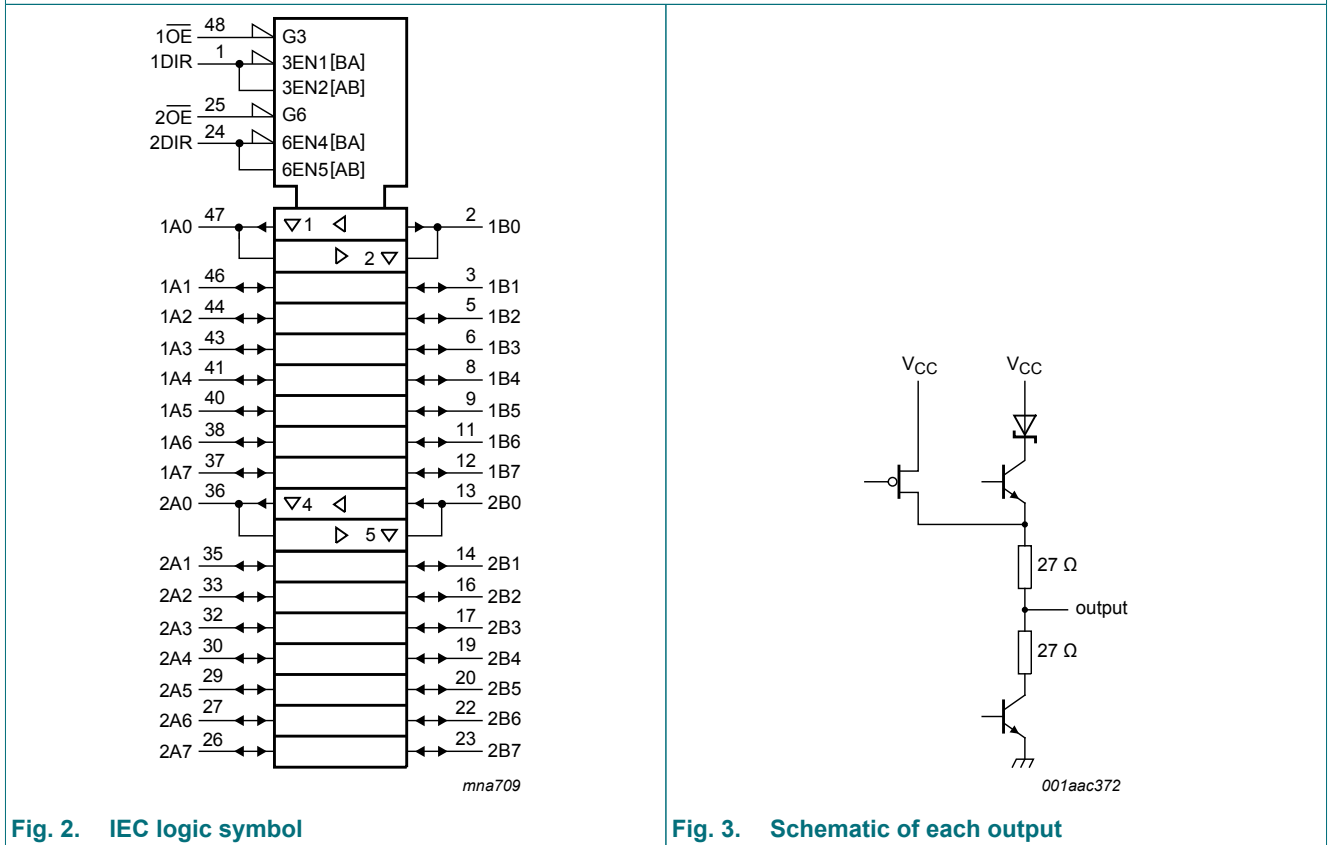 1OE 48 G3
1DIR 1 3EN1[BA]
3EN2[AB]
2OE 25 G6
2DIR 24 6EN4[BA]
6EN5[AB]
1A0 47 ▽1 ◁ 2 1B0
▷ 2 ▽
1A1 46 3 1B1
1A2 44 5 1B2
1A3 43 6 1B3
1A4 41 8 1B4
1A5 40 9 1B5
1A6 38 11 1B6
1A7 37 12 1B7
2A0 36 ▽4 ◁ 13 2B0
▷ 5 ▽
2A1 35 14 2B1
2A2 33 16 2B2
2A3 32 17 2B3
2A4 30 19 2B4
2A5 29 20 2B5
2A6 27 22 2B6
2A7 26 23 2B7
mna709
Fig. 2. IEC logic symbol
VCC VCC
27 Ω
output
27 Ω
001aac372
Fig. 3. Schematic of each output